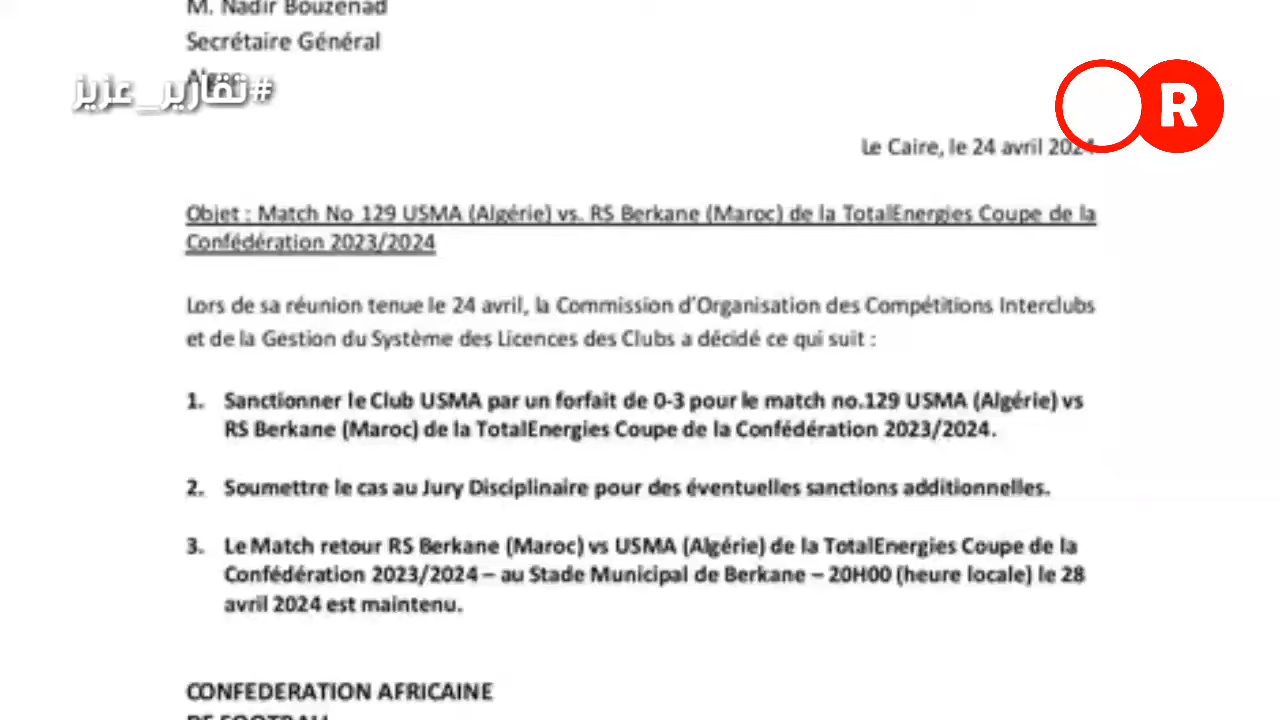 M. Nadir Bouzenad
Secrétaire Général
#تقارير_عزيز
R
Le Caire, le 24 avril 2024
Objet : Match No 129 USMA (Algérie) vs. RS Berkane (Maroc) de la TotalEnergies Coupe de la
Confédération 2023/2024
Lors de sa réunion tenue le 24 avril, la Commission d’Organisation des Compétitions Interclubs
et de la Gestion du Système des Licences des Clubs a décidé ce qui suit :
1. Sanctionner le Club USMA par un forfait de 0-3 pour le match no.129 USMA (Algérie) vs
RS Berkane (Maroc) de la TotalEnergies Coupe de la Confédération 2023/2024.
2. Soumettre le cas au Jury Disciplinaire pour des éventuelles sanctions additionnelles.
3. Le Match retour RS Berkane (Maroc) vs USMA (Algérie) de la TotalEnergies Coupe de la
Confédération 2023/2024 – au Stade Municipal de Berkane – 20H00 (heure locale) le 28
avril 2024 est maintenu.
CONFEDERATION AFRICAINE
DE FOOTBALL